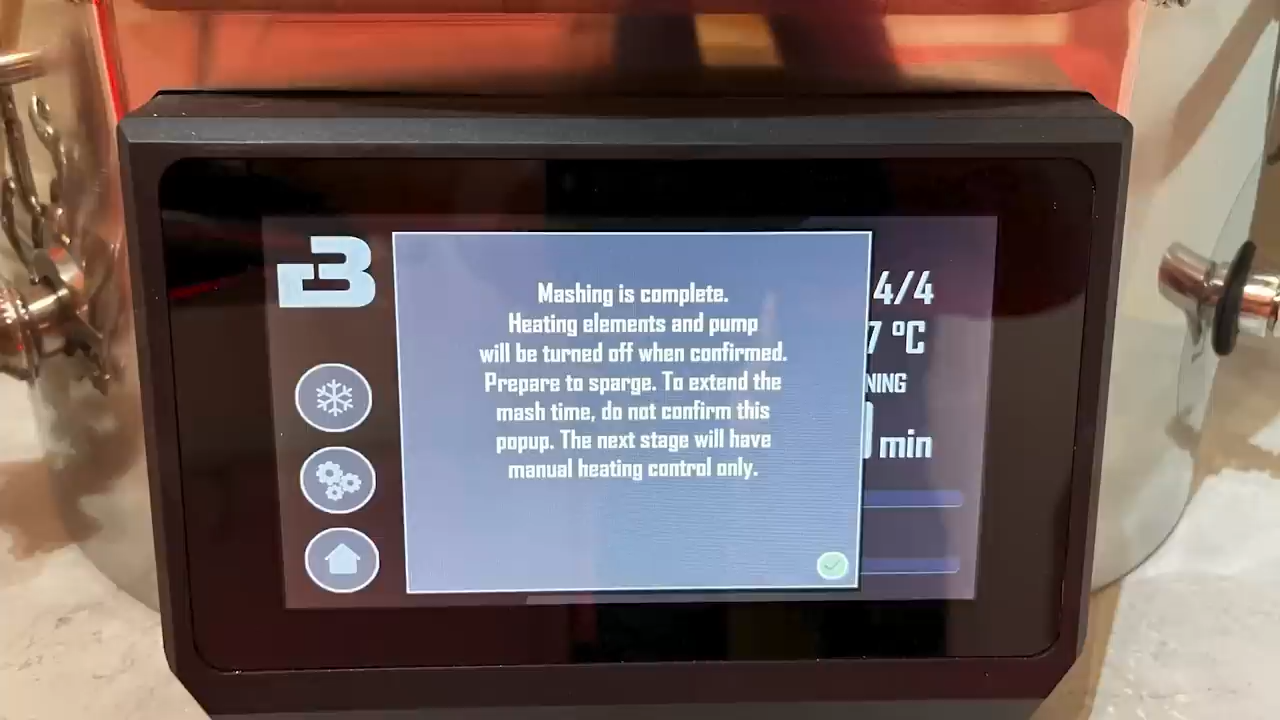 Mashing is complete.
Heating elements and pump
will be turned off when confirmed.
Prepare to sparge. To extend the
mash time, do not confirm this
popup. The next stage will have
manual heating control only.
4/4
7 °C
NING
min